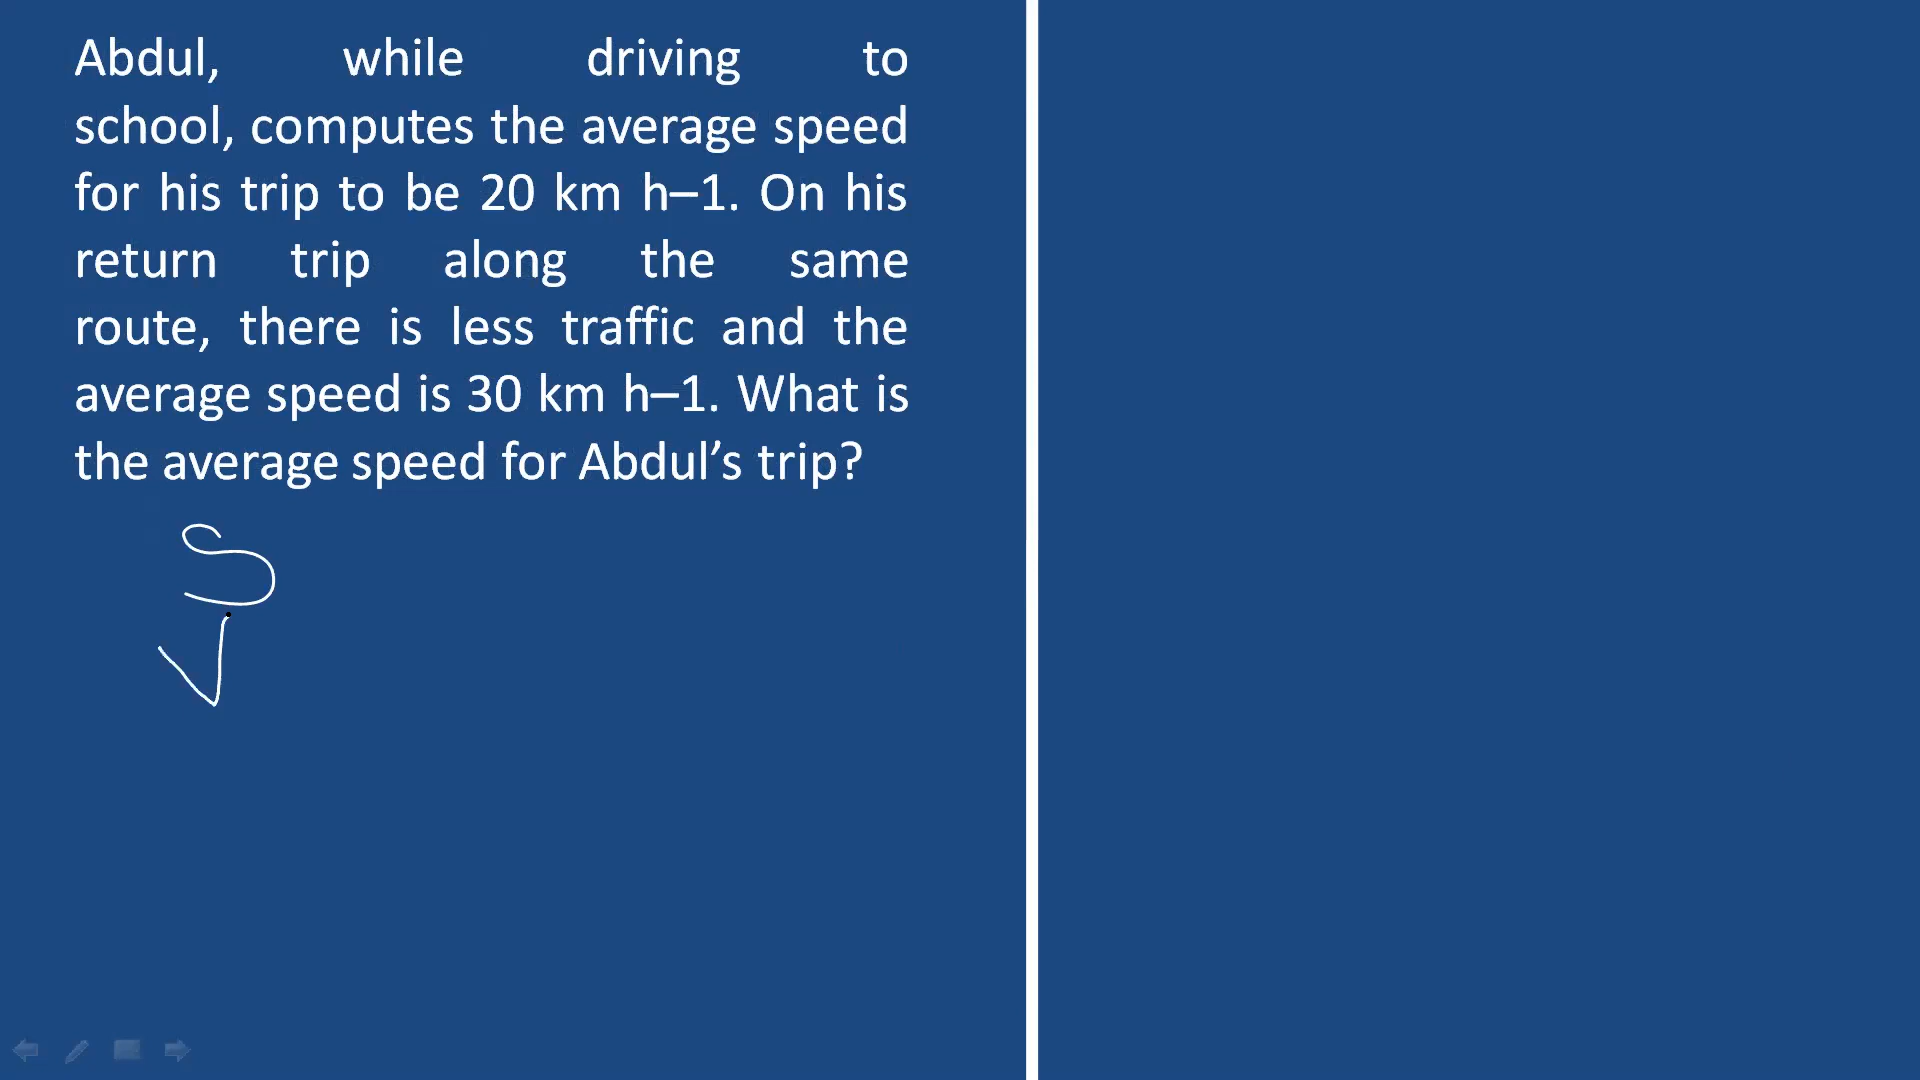 Abdul, while driving to
school, computes the average speed
for his trip to be 20 km h–1. On his
return trip along the same
route, there is less traffic and the
average speed is 30 km h–1. What is
the average speed for Abdul’s trip?
S
V